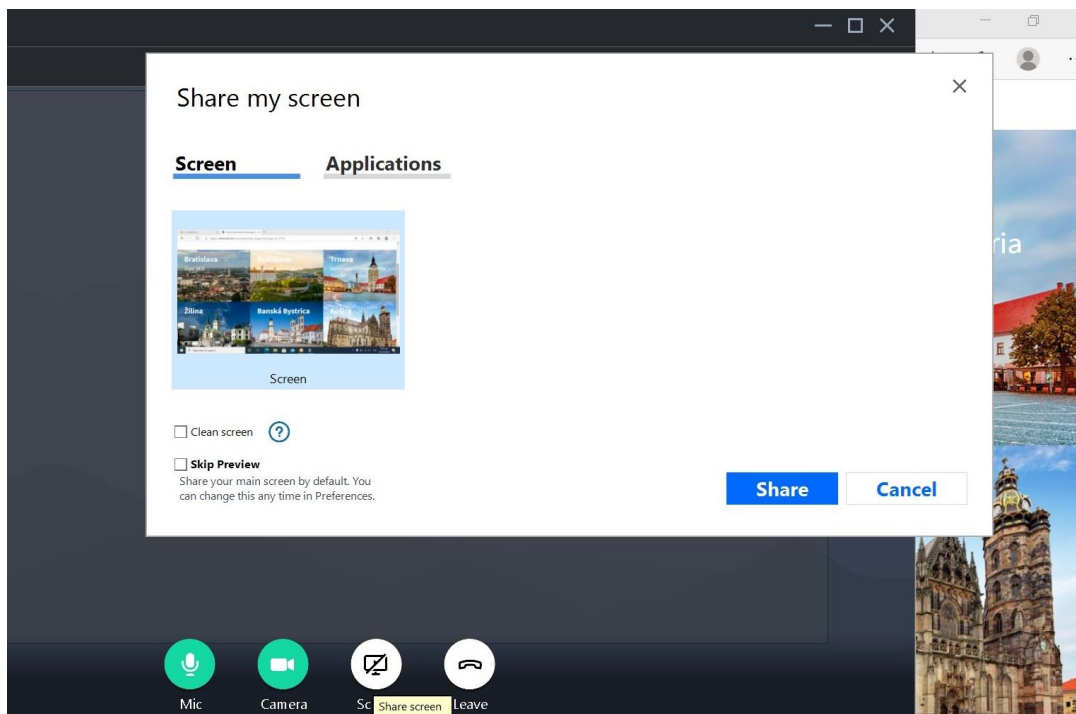 Share my screen
Screen
Applications
Bratislava
Trnava
Žilina
Banská Bystrica
Screen
Clean screen
?
Skip Preview
Share your main screen by default. You
can change this any time in Preferences.
Share
Cancel
ria
Mic
Camera
Sc
Share screen
Leave